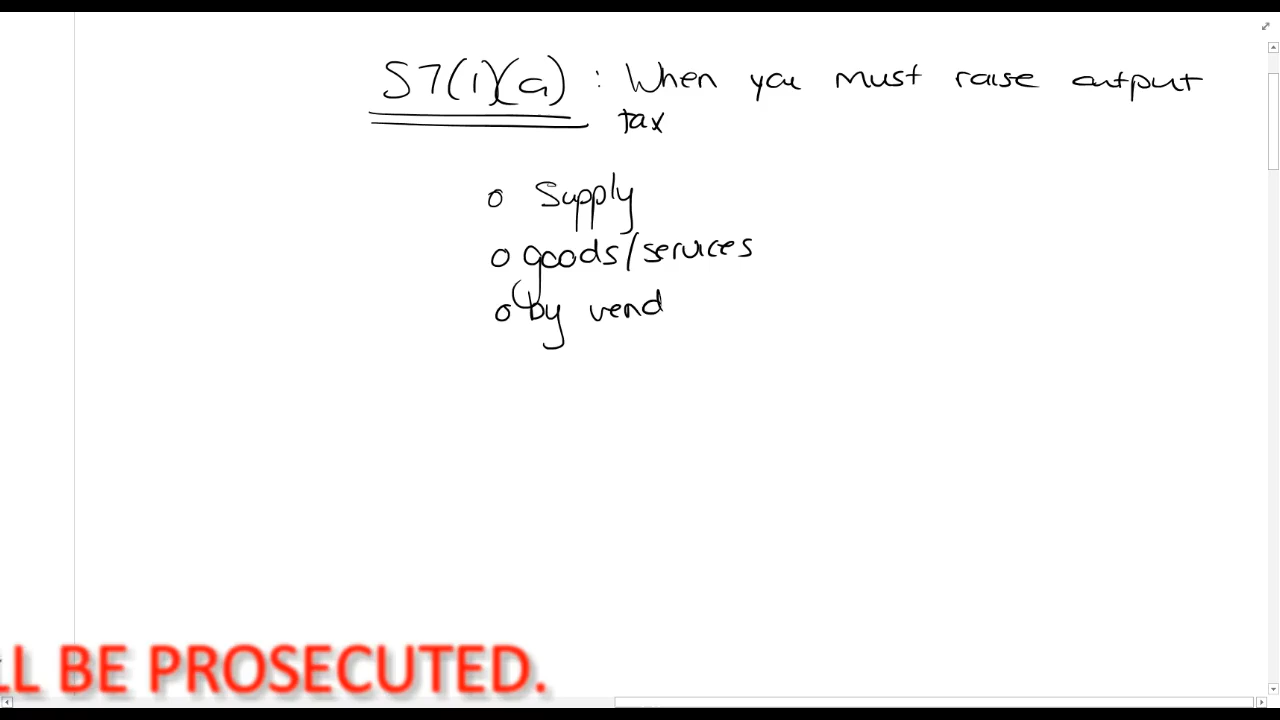 S7(1)(a) : When you must raise output
tax
o Supply
o goods/services
o by vend
LL BE PROSECUTED.